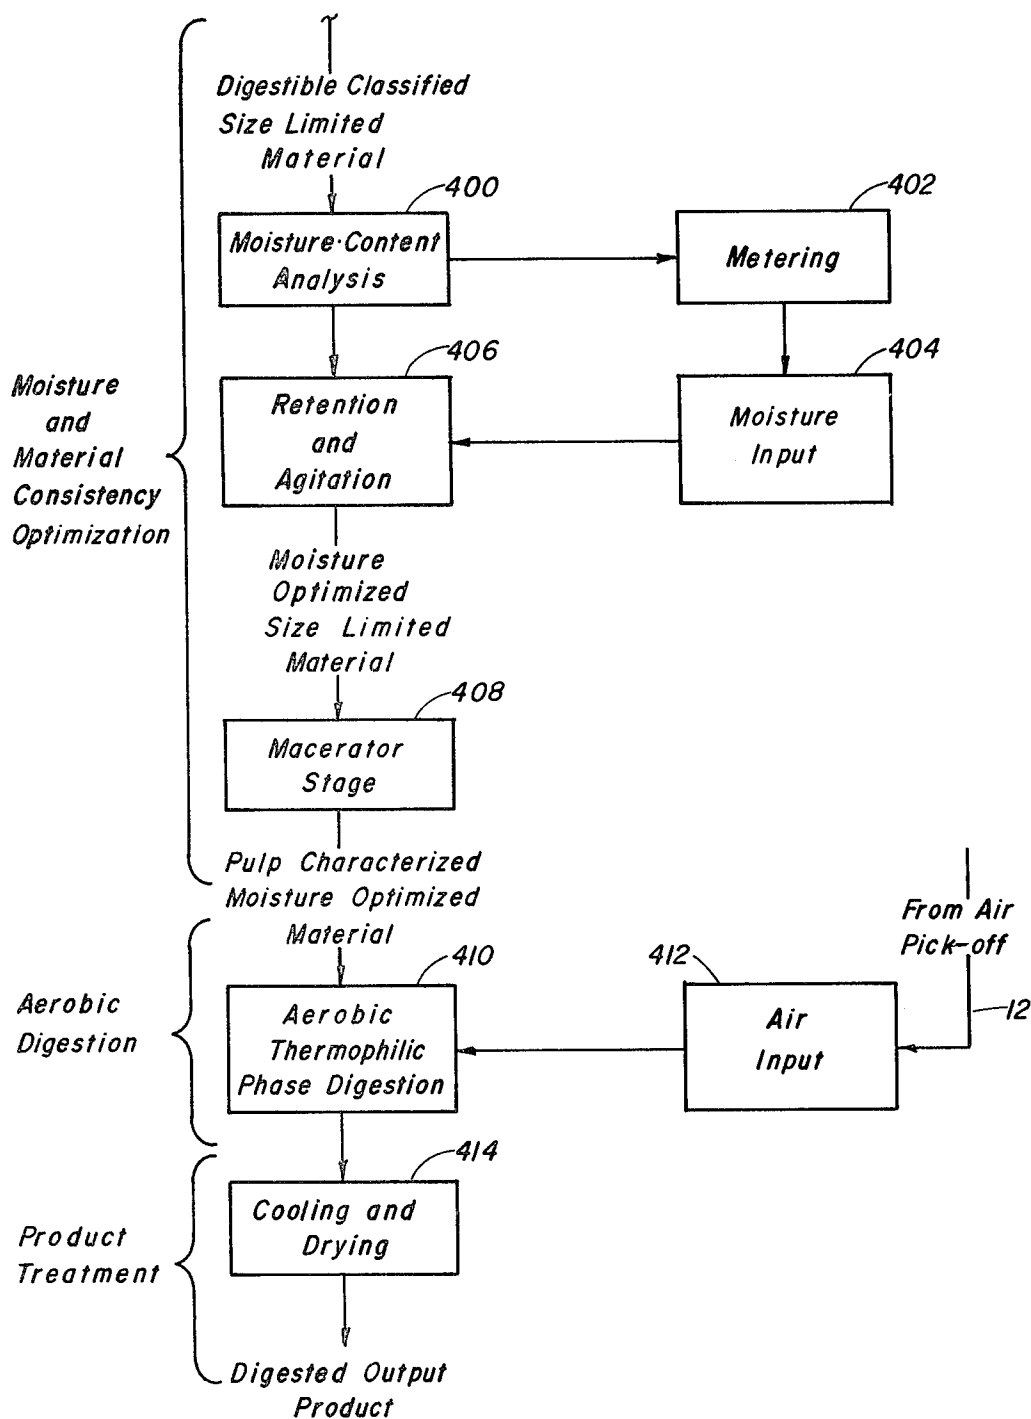 Digestible Classified
Size Limited
Material
400
402
Moisture·Content
Analysis
Metering
406
404
Moisture
and
Material
Consistency
Optimization
Retention
and
Agitation
Moisture
Input
Moisture
Optimized
Size Limited
Material
408
Macerator
Stage
Pulp Characterized
Moisture Optimized
Material
From Air
Pick-off
410
412
12
Aerobic
Digestion
Aerobic
Thermophilic
Phase Digestion
Air
Input
414
Product
Treatment
Cooling and
Drying
Digested Output
Product